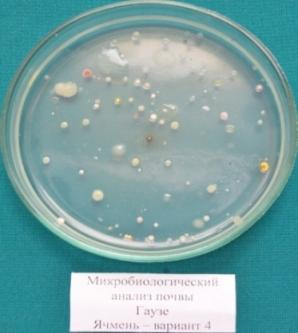 Микробиологический
анализ почвы
Гаузе
Ячмень – вариант 4